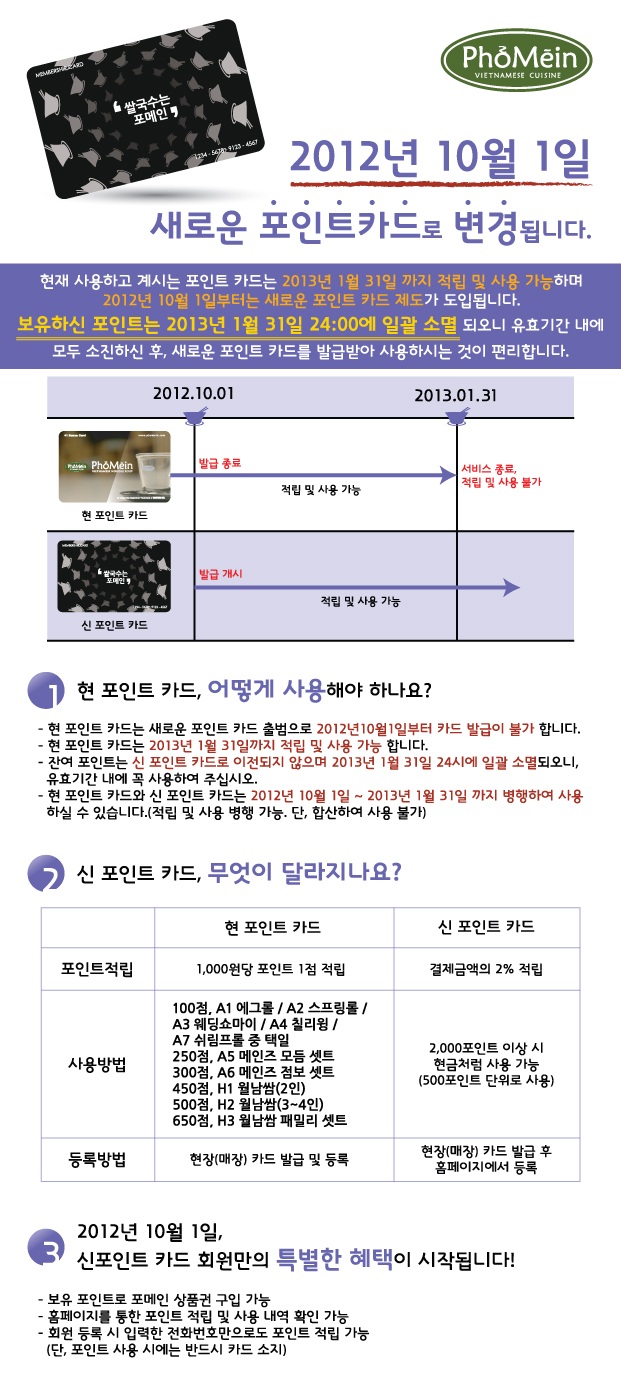 MEMBERSHIP CARD
❛ 쌀국수는
포메인 ❜
1234 - 5678 - 9123 - 4567
PhỏMēin
VIETNAMESE CUISINE
2012년 10월 1일
새로운 포인트카드로 변경됩니다.
현재 사용하고 계시는 포인트 카드는 2013년 1월 31일 까지 적립 및 사용 가능하며
2012년 10월 1일부터는 새로운 포인트 카드 제도가 도입됩니다.
보유하신 포인트는 2013년 1월 31일 24:00에 일괄 소멸 되오니 유효기간 내에
모두 소진하신 후, 새로운 포인트 카드를 발급받아 사용하시는 것이 편리합니다.
2012.10.01
2013.01.31
PhỏMein
PhỏMein
발급 종료
적립 및 사용 가능
서비스 종료,
적립 및 사용 불가
현 포인트 카드
MEMBERSHIP CARD
❛ 쌀국수는
포메인 ❜
발급 개시
적립 및 사용 가능
신 포인트 카드
1 현 포인트 카드, 어떻게 사용해야 하나요?
- 현 포인트 카드는 새로운 포인트 카드 출범으로 2012년10월1일부터 카드 발급이 불가 합니다.
- 현 포인트 카드는 2013년 1월 31일까지 적립 및 사용 가능 합니다.
- 잔여 포인트는 신 포인트 카드로 이전되지 않으며 2013년 1월 31일 24시에 일괄 소멸되오니,
유효기간 내에 꼭 사용하여 주십시오.
- 현 포인트 카드와 신 포인트 카드는 2012년 10월 1일 ~ 2013년 1월 31일 까지 병행하여 사용
하실 수 있습니다.(적립 및 사용 병행 가능. 단, 합산하여 사용 불가)
2 신 포인트 카드, 무엇이 달라지나요?
현 포인트 카드
신 포인트 카드
포인트적립
1,000원당 포인트 1점 적립
결제금액의 2% 적립
사용방법
100점, A1 에그롤 / A2 스프링롤 /
A3 웨딩쇼마이 / A4 칠리윙 /
A7 쉬림프롤 중 택일
250점, A5 메인즈 모듬 셋트
300점, A6 메인즈 점보 셋트
450점, H1 월남쌈(2인)
500점, H2 월남쌈(3~4인)
650점, H3 월남쌈 패밀리 셋트
2,000포인트 이상 시
현금처럼 사용 가능
(500포인트 단위로 사용)
등록방법
현장(매장) 카드 발급 및 등록
현장(매장) 카드 발급 후
홈페이지에서 등록
3 2012년 10월 1일,
신포인트 카드 회원만의 특별한 혜택이 시작됩니다!
- 보유 포인트로 포메인 상품권 구입 가능
- 홈페이지를 통한 포인트 적립 및 사용 내역 확인 가능
- 회원 등록 시 입력한 전화번호만으로도 포인트 적립 가능
(단, 포인트 사용 시에는 반드시 카드 소지)